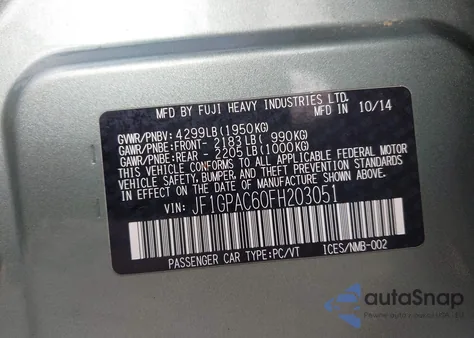 MFD BY FUJI HEAVY INDUSTRIES LTD.
GVWR/PNBV: 4299LB(1950KG) MFD IN 10/14
GAWR/PNBE:FRONT- 2183LB( 990KG)
GAWR/PNBE:REAR - 2205LB(1000KG)
THIS VEHICLE CONFORMS TO ALL APPLICABLE FEDERAL MOTOR
VEHICLE SAFETY, BUMPER, AND THEFT PREVENTION STANDARDS
IN EFFECT ON THE DATE OF MANUFACTURE SHOWN ABOVE.
VIN: JF1GPAC60FH203051
PASSENGER CAR TYPE:PC/VT ICES/NMB-002
autoSnap